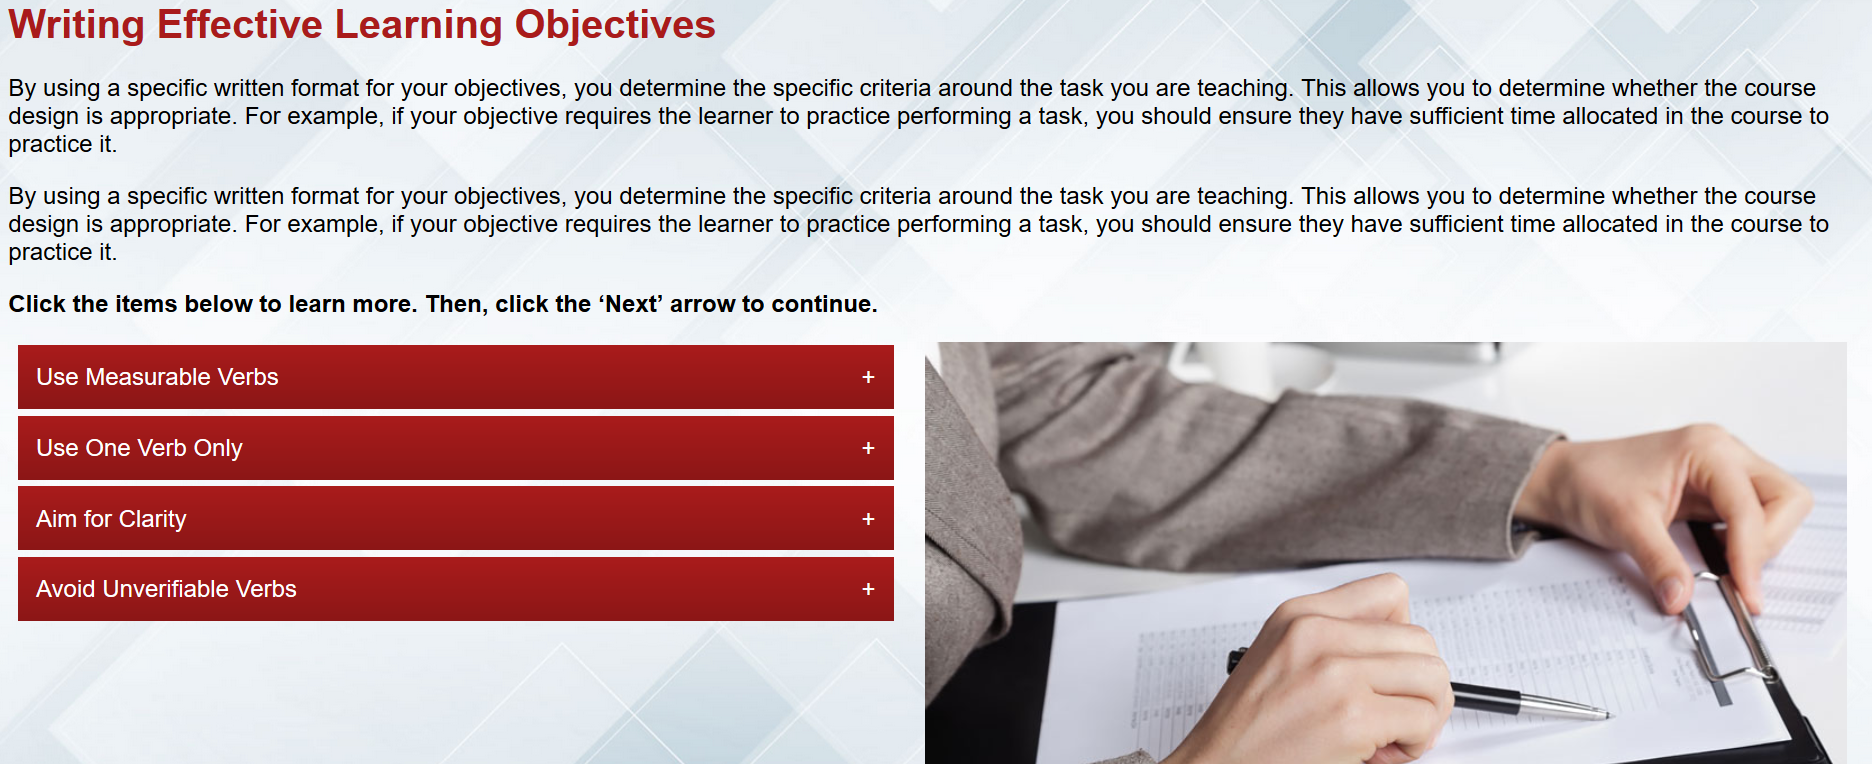 Writing Effective Learning Objectives
By using a specific written format for your objectives, you determine the specific criteria around the task you are teaching. This allows you to determine whether the course
design is appropriate. For example, if your objective requires the learner to practice performing a task, you should ensure they have sufficient time allocated in the course to
practice it.
By using a specific written format for your objectives, you determine the specific criteria around the task you are teaching. This allows you to determine whether the course
design is appropriate. For example, if your objective requires the learner to practice performing a task, you should ensure they have sufficient time allocated in the course to
practice it.
Click the items below to learn more. Then, click the ‘Next’ arrow to continue.
Use Measurable Verbs +
Use One Verb Only +
Aim for Clarity +
Avoid Unverifiable Verbs +